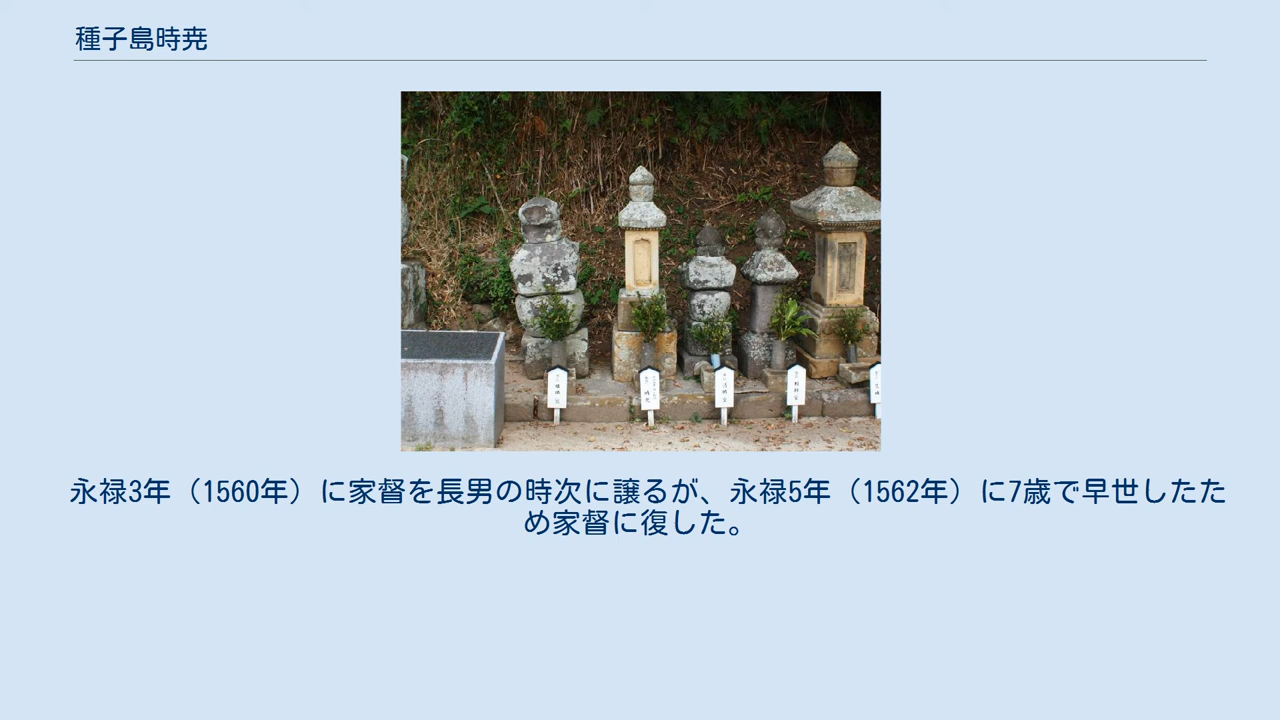 種子島時尭
永禄3年（1560年）に家督を長男の時次に譲るが、永禄5年（1562年）に7歳で早世したた
め家督に復した。